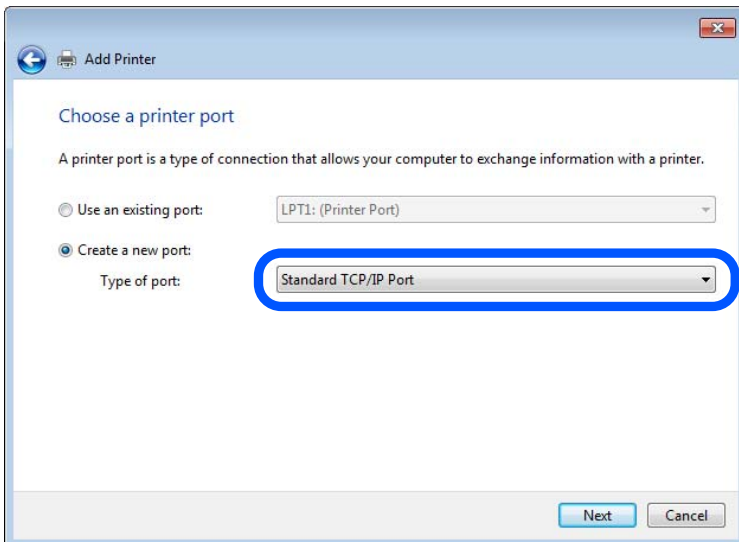 Add Printer
Choose a printer port
A printer port is a type of connection that allows your computer to exchange information with a printer.
Use an existing port: LPT1: (Printer Port)
Create a new port:
Type of port: Standard TCP/IP Port
Next Cancel